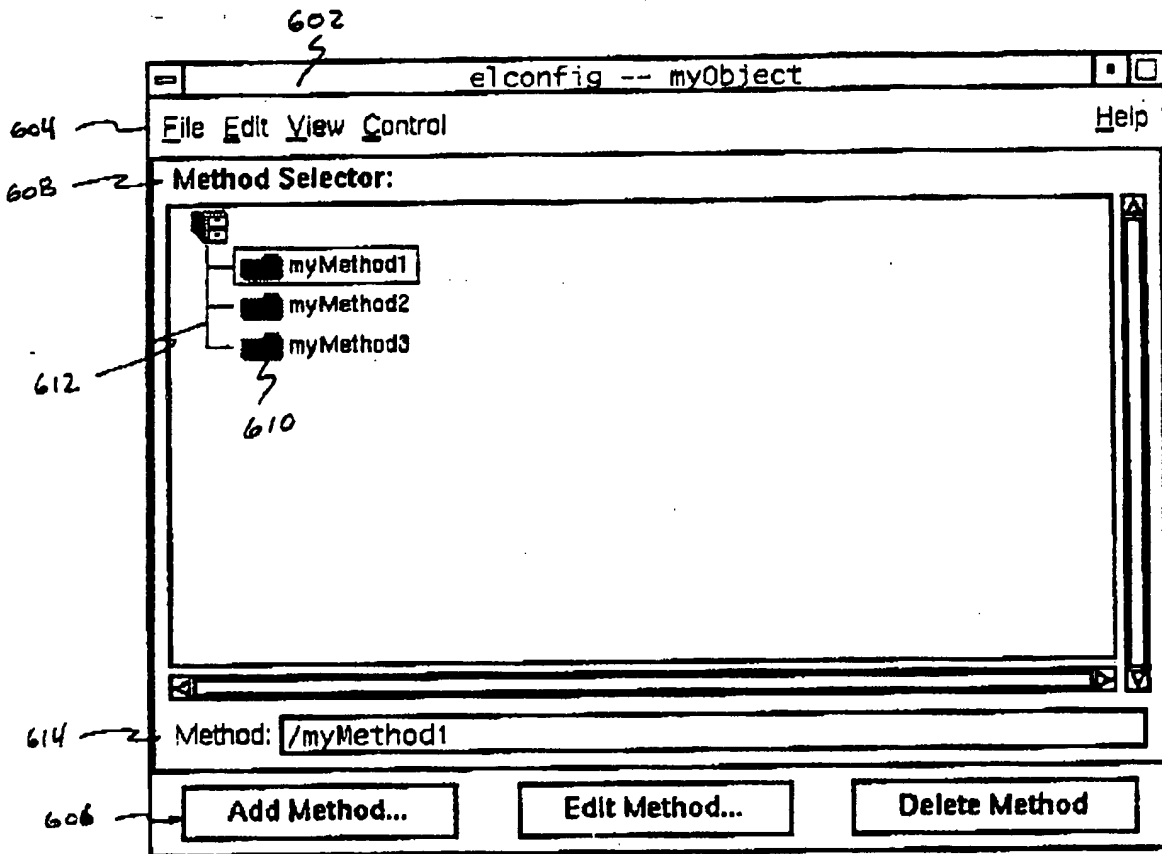 602
elconfig -- myObject
604
File Edit View Control Help
608
Method Selector:
myMethod1
myMethod2
myMethod3
612
610
614
Method: /myMethod1
606
Add Method... Edit Method... Delete Method